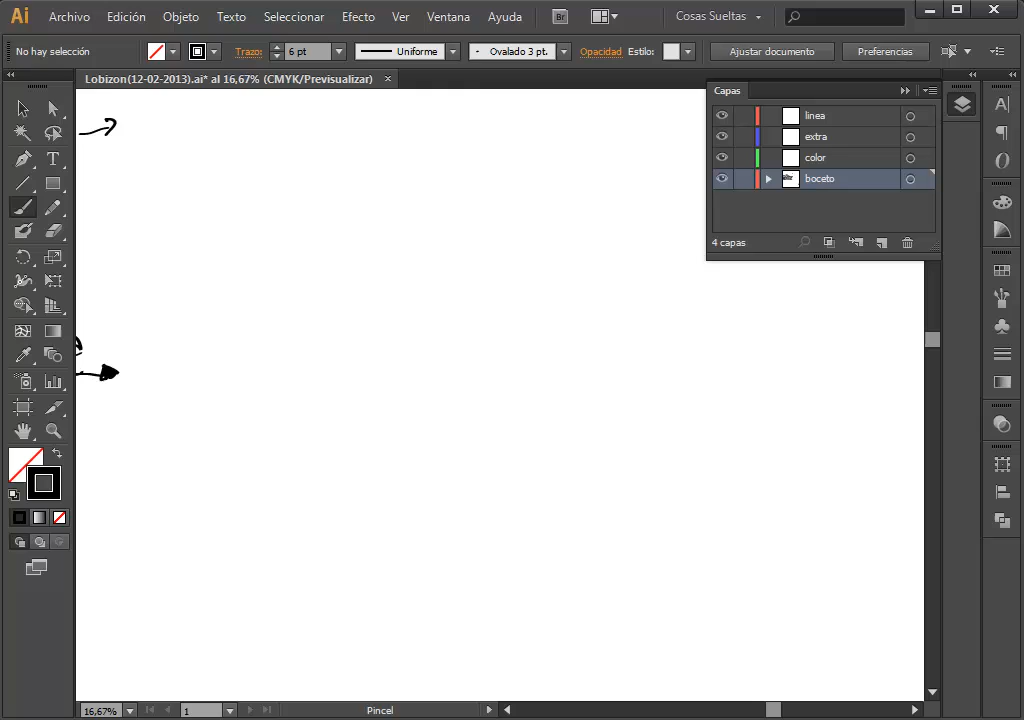 Ai Archivo Edición Objeto Texto Seleccionar Efecto Ver Ventana Ayuda Br Cosas Sueltas
No hay selección Trazo: 6 pt Uniforme Ovalado 3 pt. Opacidad Estilo: Ajustar documento Preferencias
Lobizon(12-02-2013).ai* al 16,67% (CMYK/Previsualizar)
Capas
linea
extra
color
boceto
4 capas
16,67% 1 Pincel